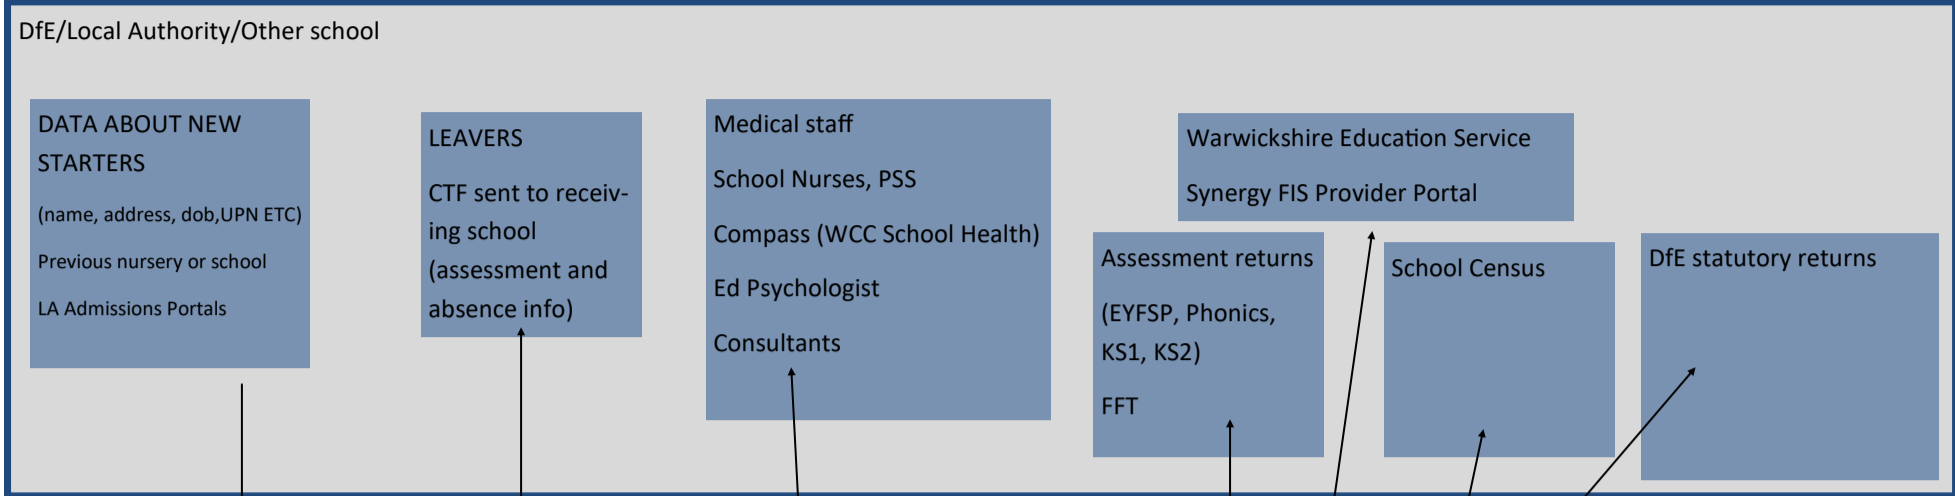 DfE/Local Authority/Other school
DATA ABOUT NEW
STARTERS
(name, address, dob,UPN ETC)
Previous nursery or school
LA Admissions Portals
LEAVERS
CTF sent to receiv-
ing school
(assessment and
absence info)
Medical staff
School Nurses, PSS
Compass (WCC School Health)
Ed Psychologist
Consultants
Warwickshire Education Service
Synergy FIS Provider Portal
Assessment returns
(EYFSP, Phonics,
KS1, KS2)
FFT
School Census
DfE statutory returns